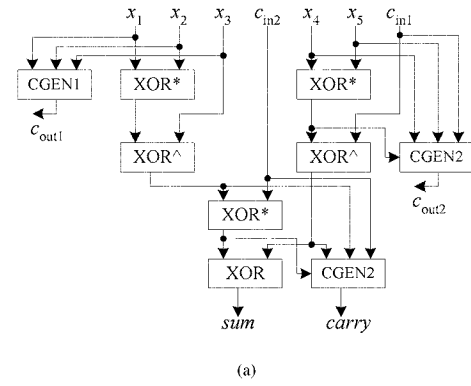 x1 x2 x3 cin2 x4 x5 cin1
CGEN1 XOR* XOR*
cout1
XOR^ XOR^ CGEN2
cout2
XOR*
XOR CGEN2
sum carry
(a)